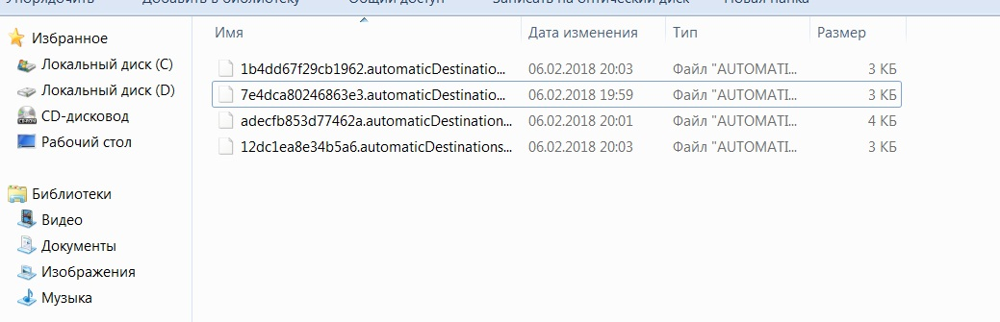 Упорядочить Добавить в библиотеку Общий доступ Записать на оптический диск Новая папка
Избранное
Локальный диск (C)
Локальный диск (D)
CD-дисковод
Рабочий стол
Библиотеки
Видео
Документы
Изображения
Музыка
Имя Дата изменения Тип Размер
1b4dd67f29cb1962.automaticDestinatio... 06.02.2018 20:03 Файл "AUTOMATI... 3 КБ
7e4dca80246863e3.automaticDestinatio... 06.02.2018 19:59 Файл "AUTOMATI... 3 КБ
adecfb853d77462a.automaticDestination... 06.02.2018 20:01 Файл "AUTOMATI... 4 КБ
12dc1ea8e34b5a6.automaticDestinations... 06.02.2018 20:03 Файл "AUTOMATI... 3 КБ